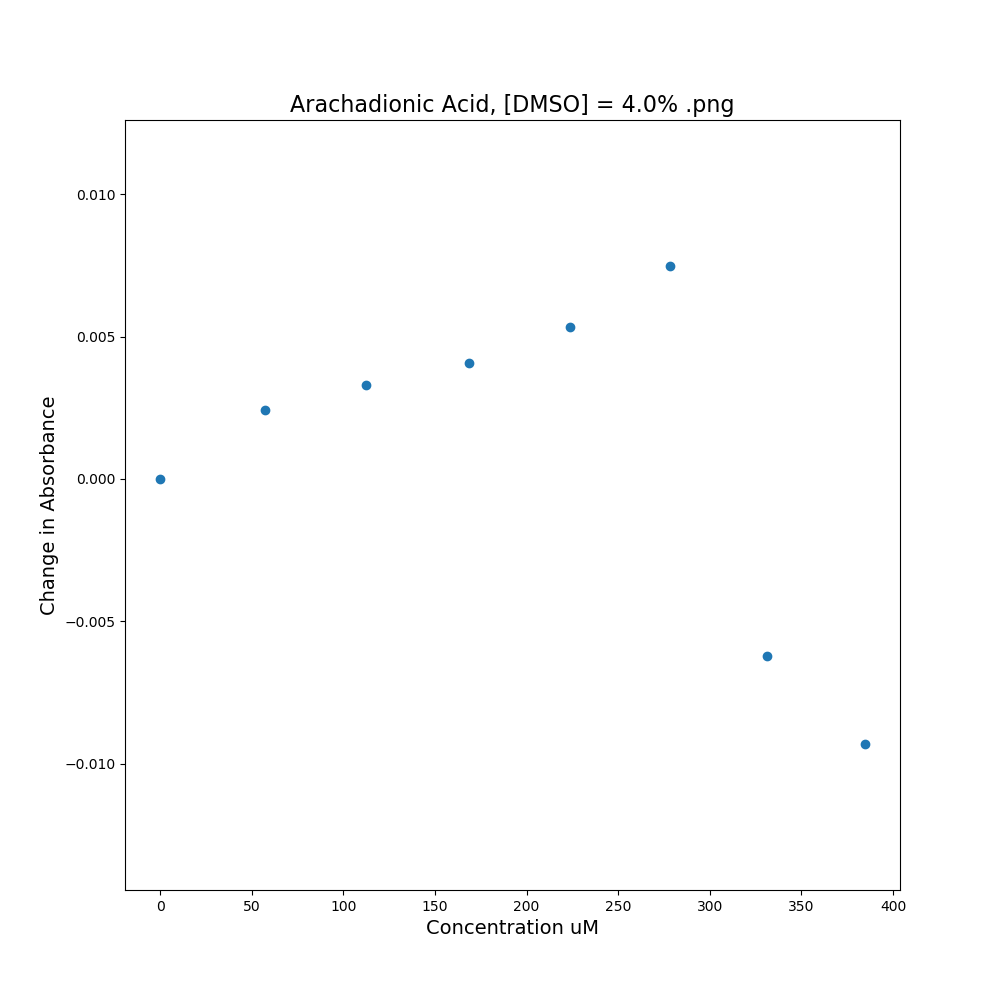 Arachadionic Acid, [DMSO] = 4.0% .png
0.010
0.005
0.000
−0.005
−0.010
Change in Absorbance
0 50 100 150 200 250 300 350 400
Concentration uM